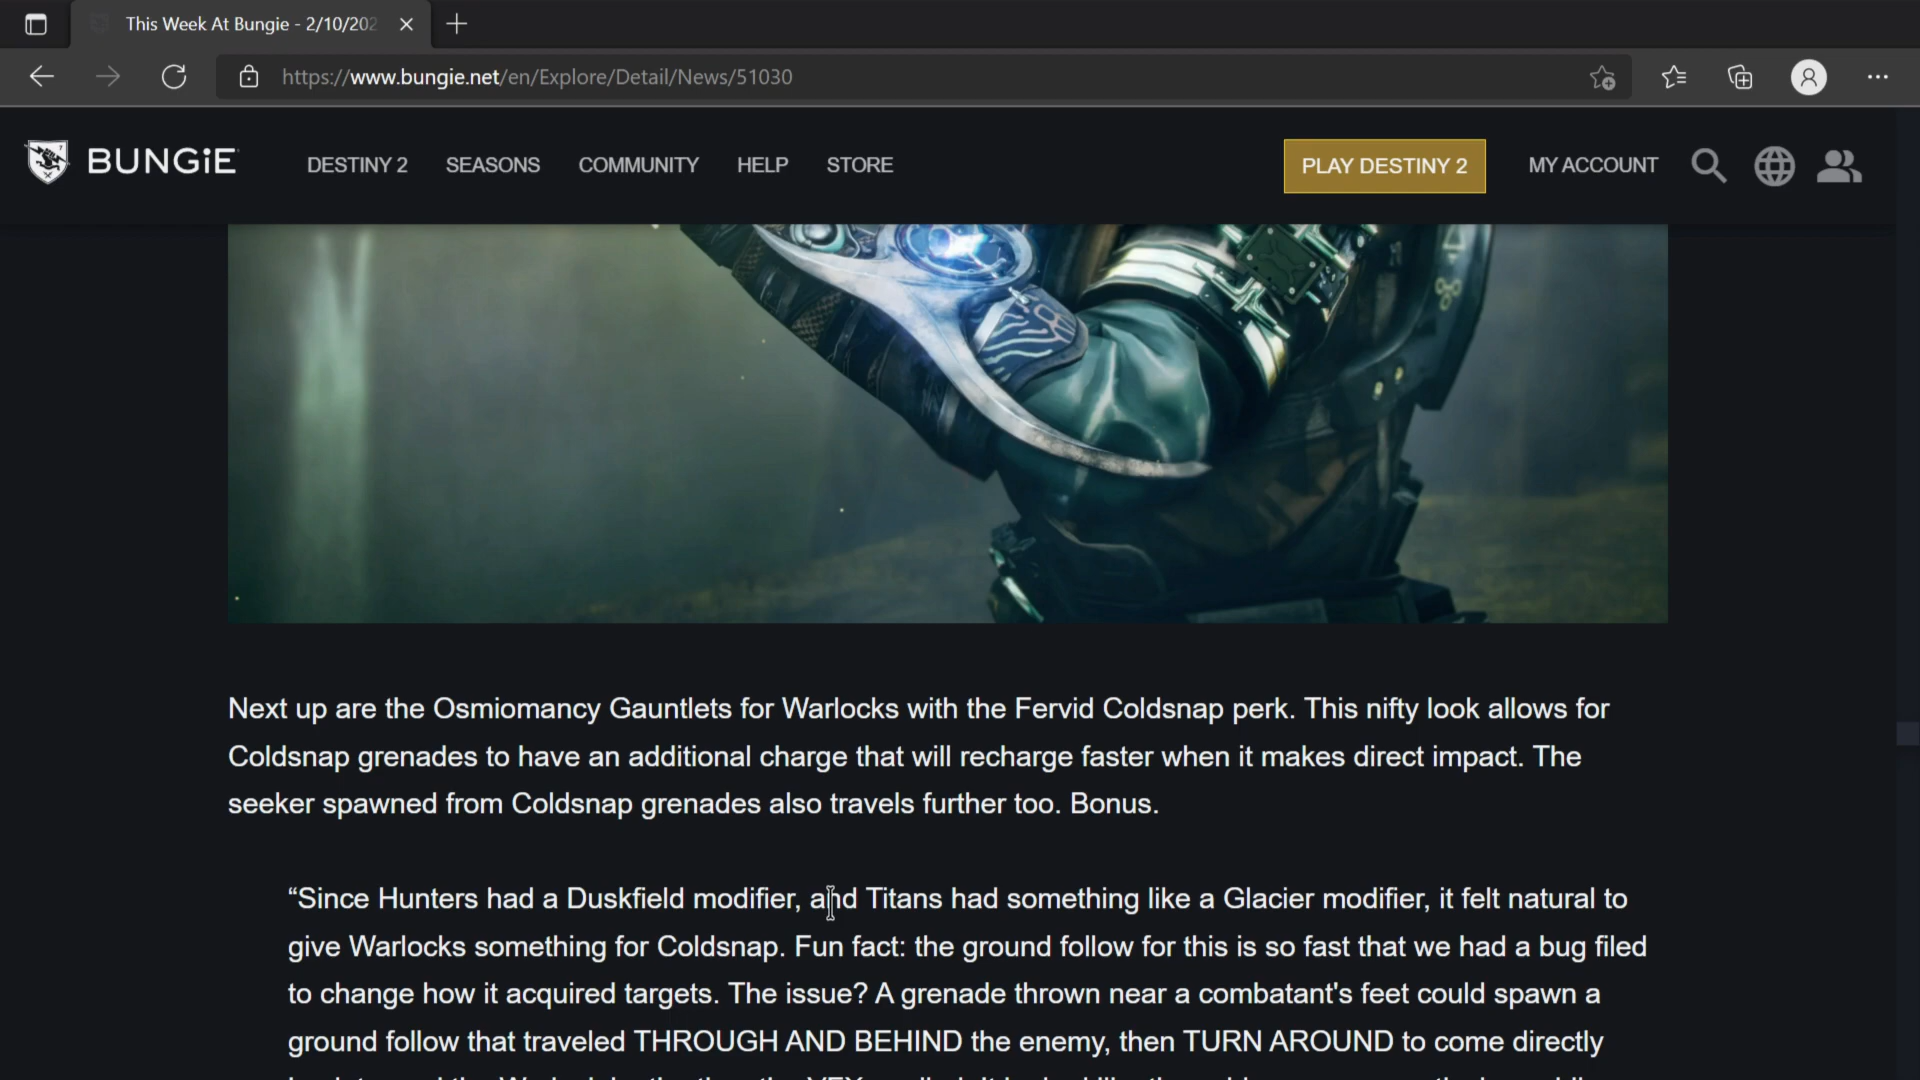 This Week At Bungie - 2/10/202
https://www.bungie.net/en/Explore/Detail/News/51030
BUNGiE
DESTINY 2
SEASONS
COMMUNITY
HELP
STORE
PLAY DESTINY 2
MY ACCOUNT
Next up are the Osmiomancy Gauntlets for Warlocks with the Fervid Coldsnap perk. This nifty look allows for
Coldsnap grenades to have an additional charge that will recharge faster when it makes direct impact. The
seeker spawned from Coldsnap grenades also travels further too. Bonus.
“Since Hunters had a Duskfield modifier, and Titans had something like a Glacier modifier, it felt natural to
give Warlocks something for Coldsnap. Fun fact: the ground follow for this is so fast that we had a bug filed
to change how it acquired targets. The issue? A grenade thrown near a combatant's feet could spawn a
ground follow that traveled THROUGH AND BEHIND the enemy, then TURN AROUND to come directly